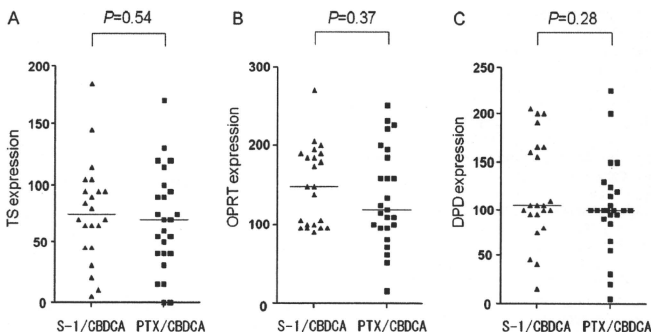 A
P=0.54
TS expression
200
150
100
50
0
S-1/CBDCA PTX/CBDCA
B
P=0.37
OPRT expression
300
200
100
0
S-1/CBDCA PTX/CBDCA
C
P=0.28
DPD expression
250
200
150
100
50
0
S-1/CBDCA PTX/CBDCA